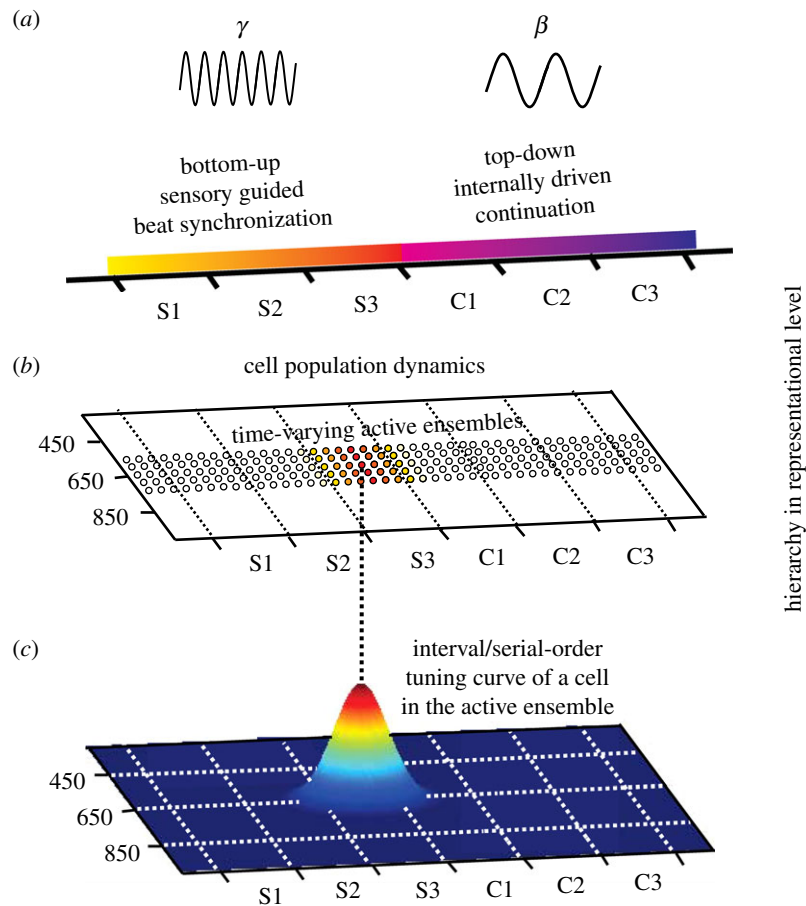 (a)
γ
β
bottom-up
sensory guided
beat synchronization
top-down
internally driven
continuation
S1
S2
S3
C1
C2
C3
(b)
cell population dynamics
time-varying active ensembles
450
650
850
S1
S2
S3
C1
C2
C3
(c)
interval/serial-order
tuning curve of a cell
in the active ensemble
450
650
850
S1
S2
S3
C1
C2
C3
hierarchy in representational level